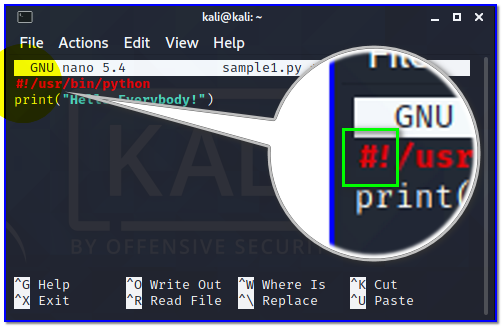 kali@kali: ~
File Actions Edit View Help
GNU nano 5.4 sample1.py
#!/usr/bin/python
print("Hello Everybody!")
GNU
#!/usr
print(
KALI
BY OFFENSIVE SECURITY
^G Help ^O Write Out ^W Where Is ^K Cut
^X Exit ^R Read File ^\ Replace ^U Paste